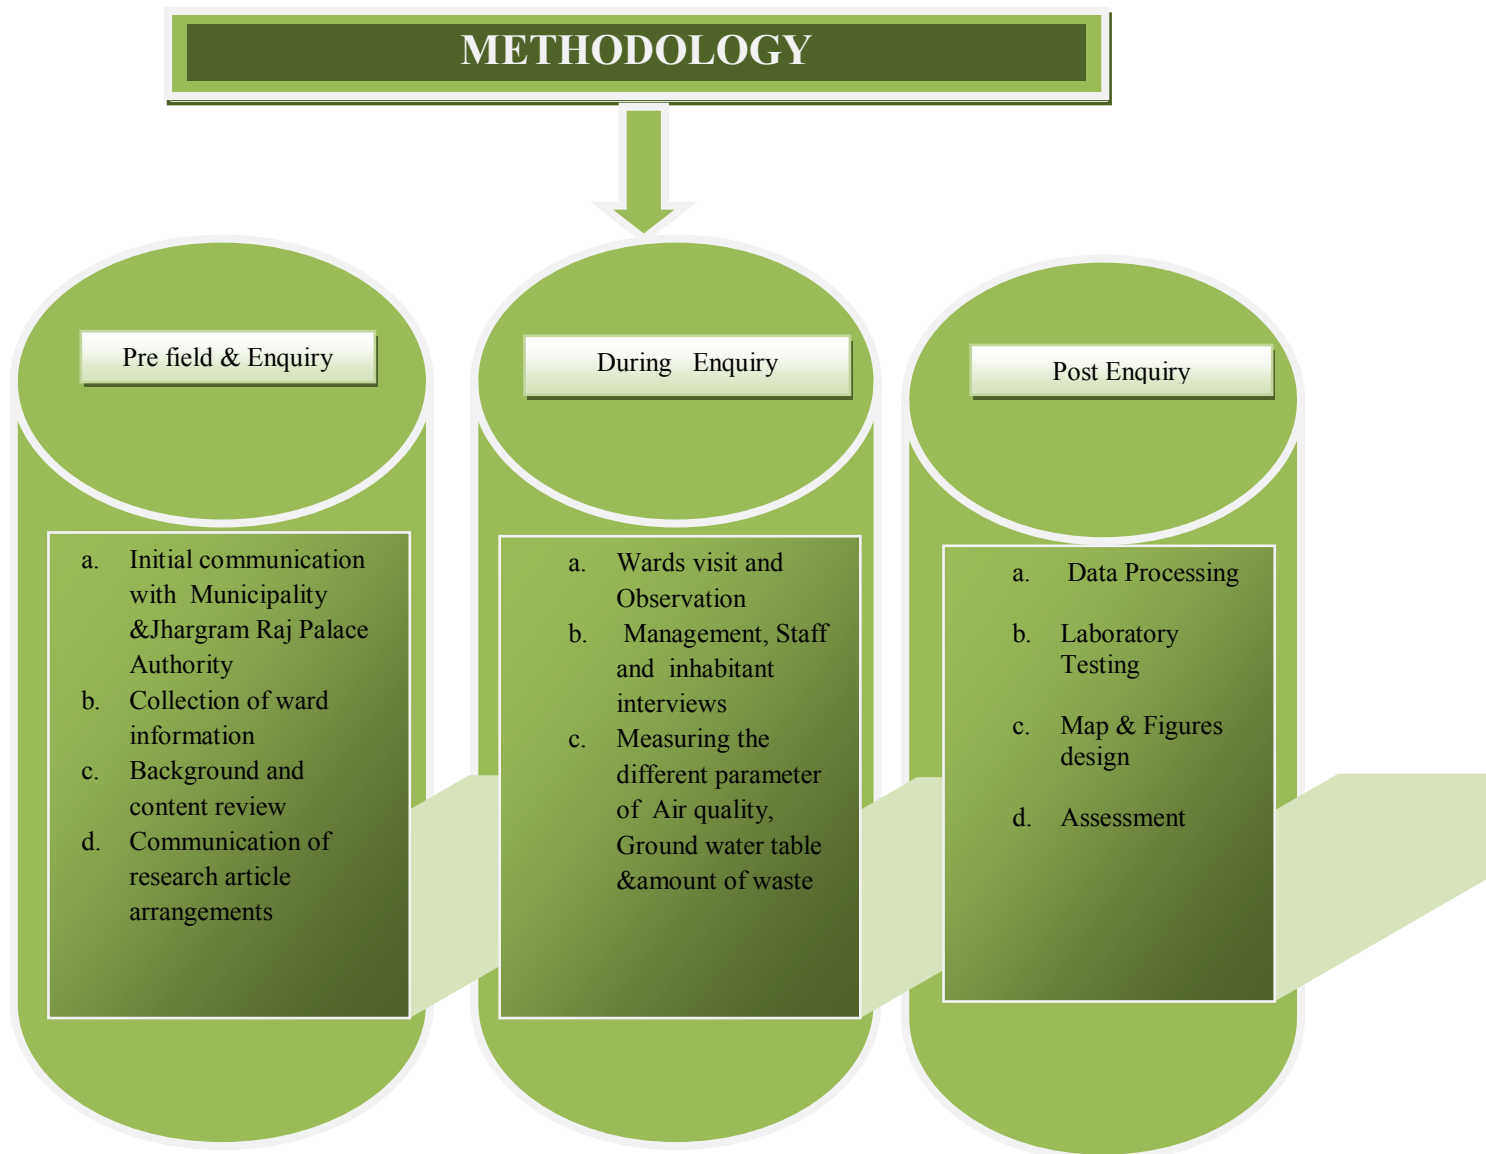 METHODOLOGY
Pre field & Enquiry
a. Initial communication
with Municipality
&Jhargram Raj Palace
Authority
b. Collection of ward
information
c. Background and
content review
d. Communication of
research article
arrangements
During Enquiry
a. Wards visit and
Observation
b. Management, Staff
and inhabitant
interviews
c. Measuring the
different parameter
of Air quality,
Ground water table
&amount of waste
Post Enquiry
a. Data Processing
b. Laboratory
Testing
c. Map & Figures
design
d. Assessment